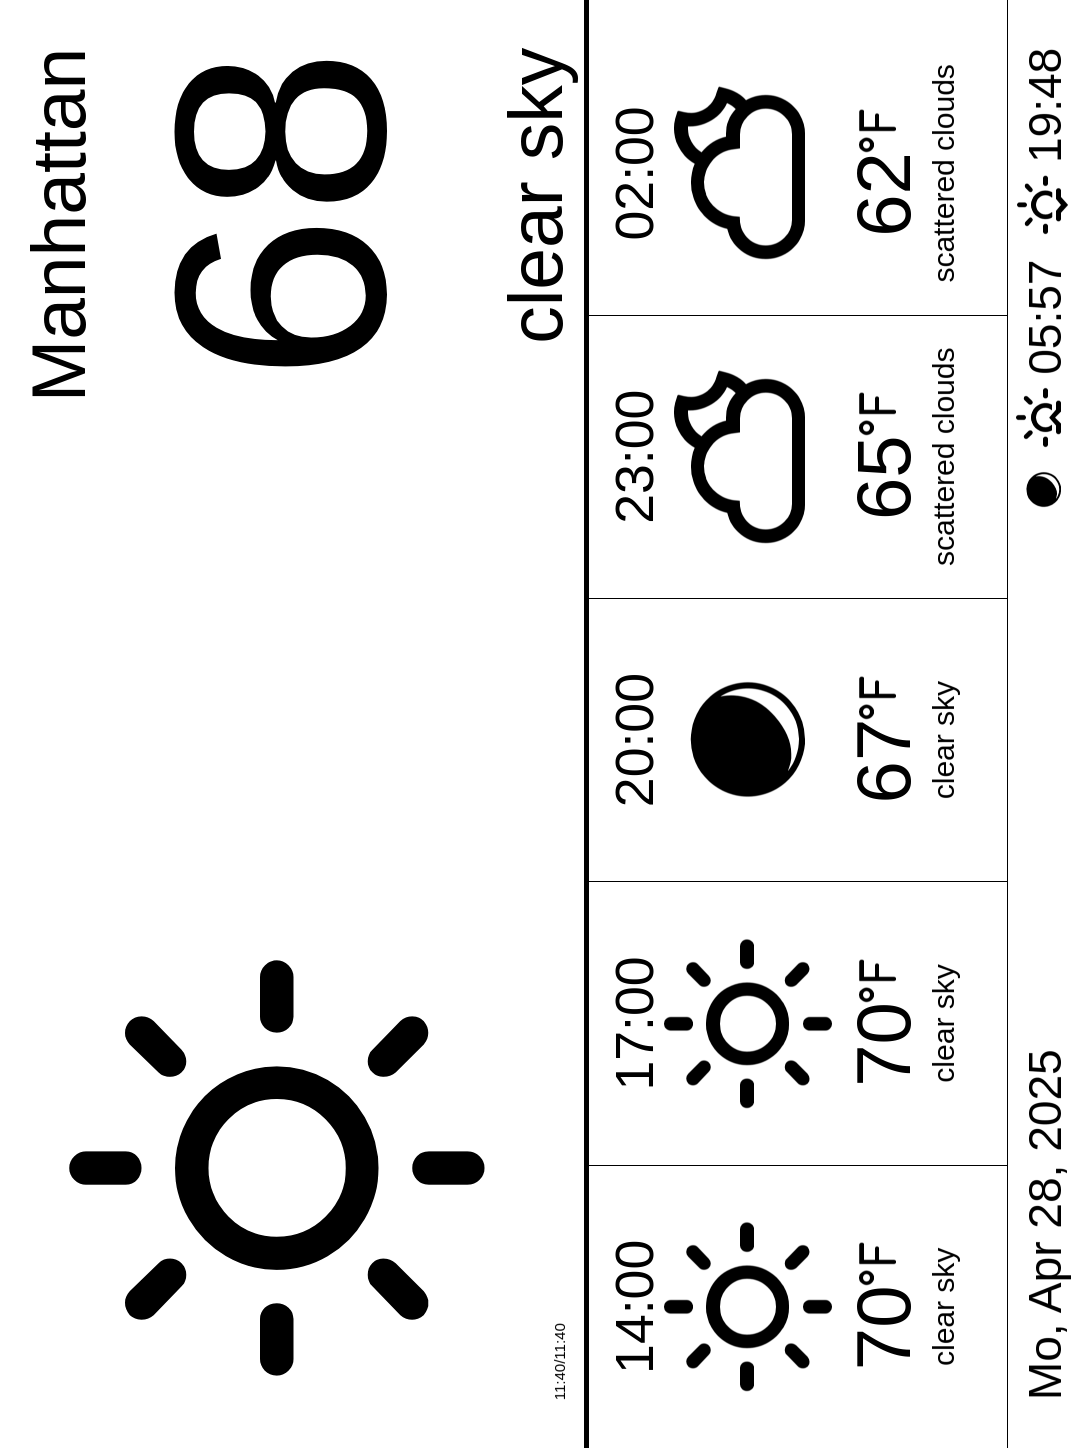 Manhattan
68
clear sky
11:40/11:40
14:00
70°F
clear sky
17:00
70°F
clear sky
20:00
67°F
clear sky
23:00
65°F
scattered clouds
02:00
62°F
scattered clouds
Mo, Apr 28, 2025
05:57
19:48